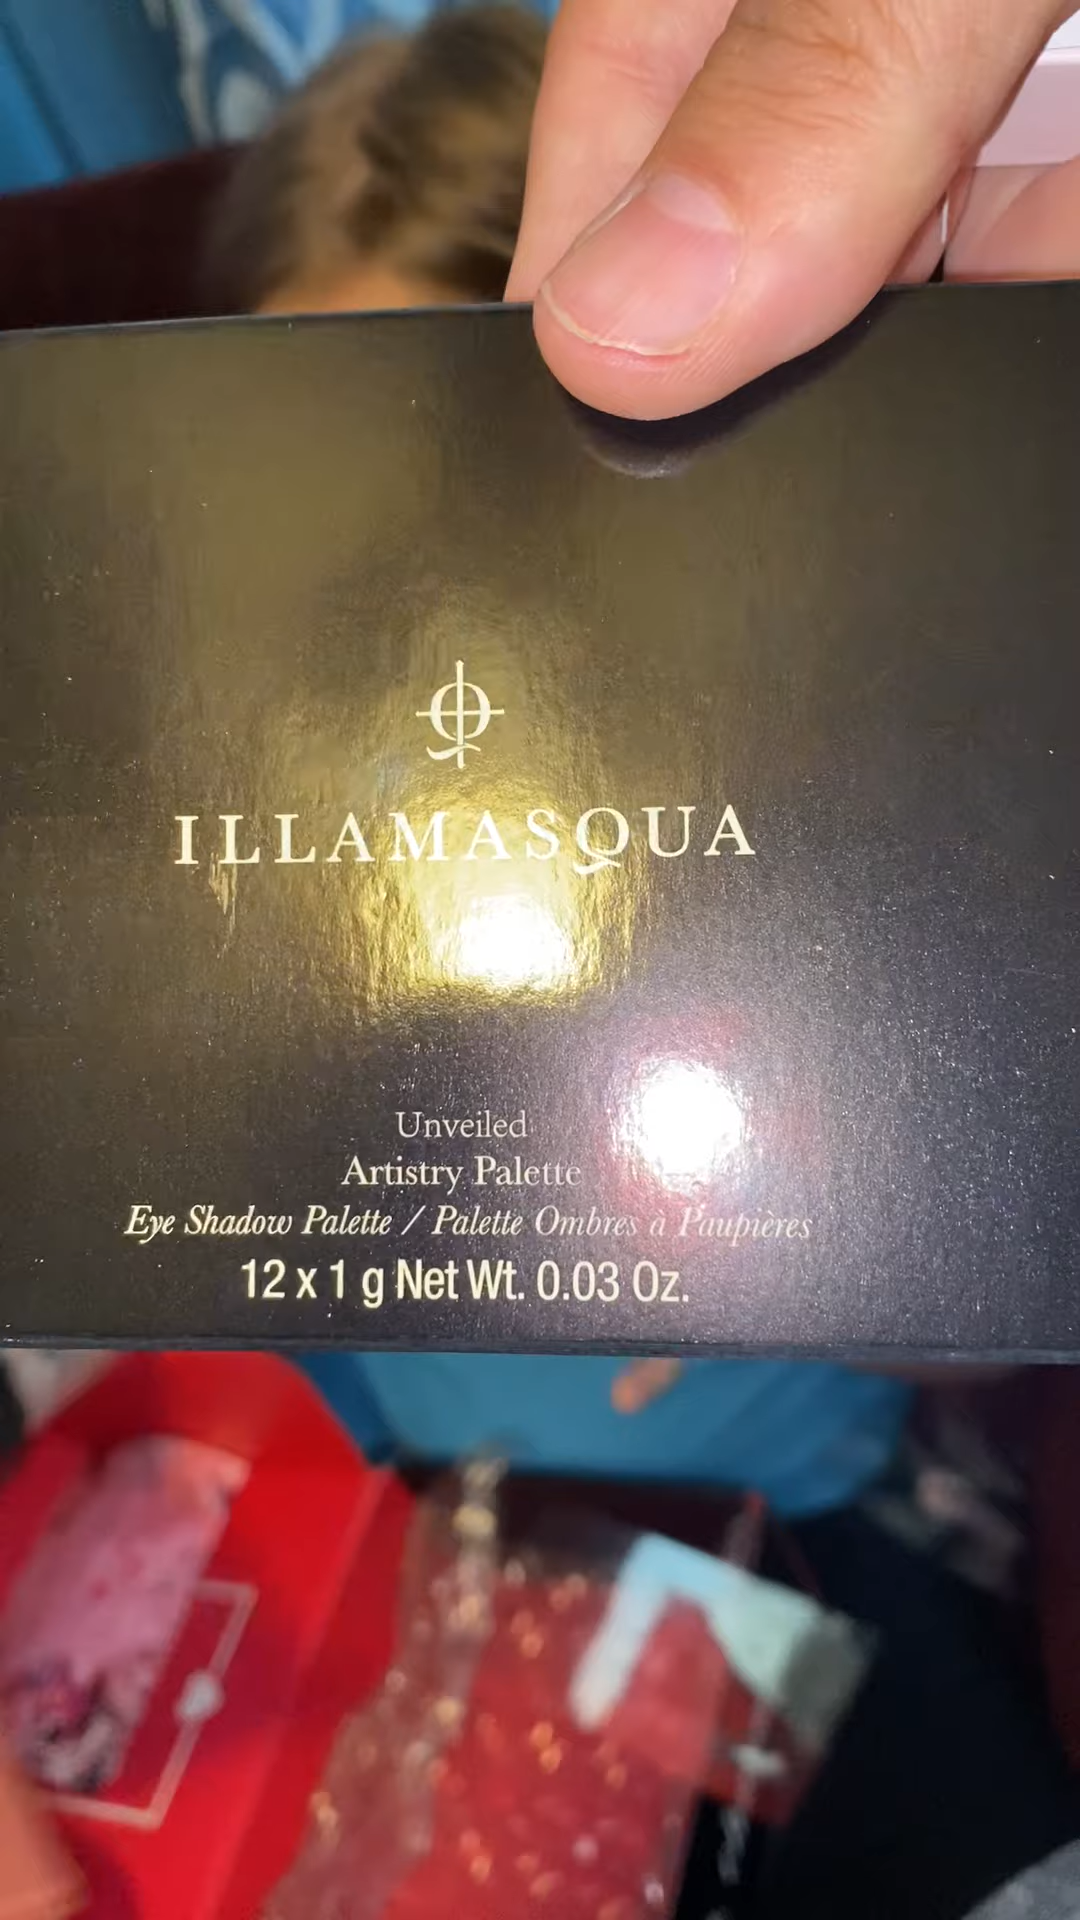 ILLAMASQUA
Unveiled
Artistry Palette
Eye Shadow Palette / Palette Ombres à Paupières
12 x 1 g Net Wt. 0.03 Oz.